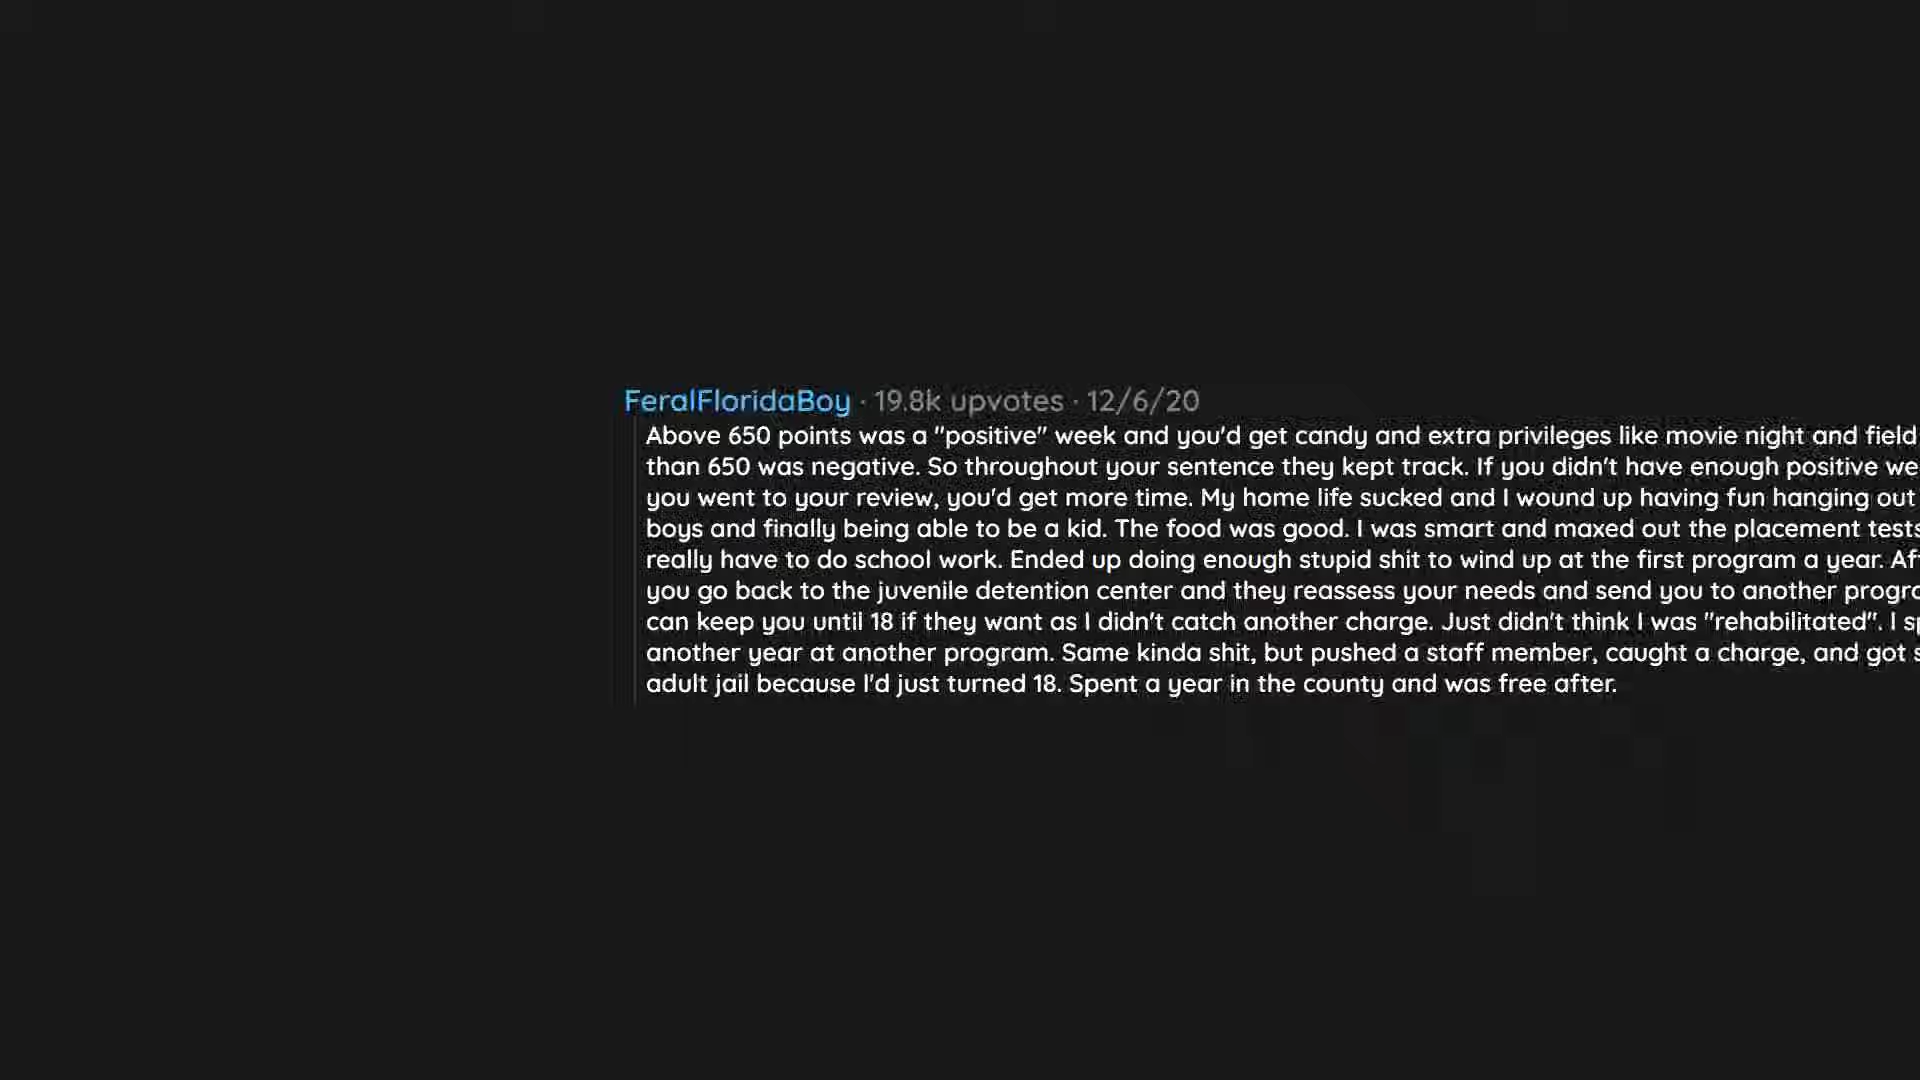 FeralFloridaBoy · 19.8k upvotes · 12/6/20
Above 650 points was a "positive" week and you'd get candy and extra privileges like movie night and field
than 650 was negative. So throughout your sentence they kept track. If you didn't have enough positive
you went to your review, you'd get more time. My home life sucked and I wound up having fun hanging out
boys and finally being able to be a kid. The food was good. I was smart and maxed out the placement tests
really have to do school work. Ended up doing enough stupid shit to wind up at the first program a year.
you go back to the juvenile detention center and they reassess your needs and send you to another
can keep you until 18 if they want as I didn't catch another charge. Just didn't think I was "rehabilitated". I
another year at another program. Same kinda shit, but pushed a staff member, caught a charge, and got
adult jail because I'd just turned 18. Spent a year in the county and was free after.